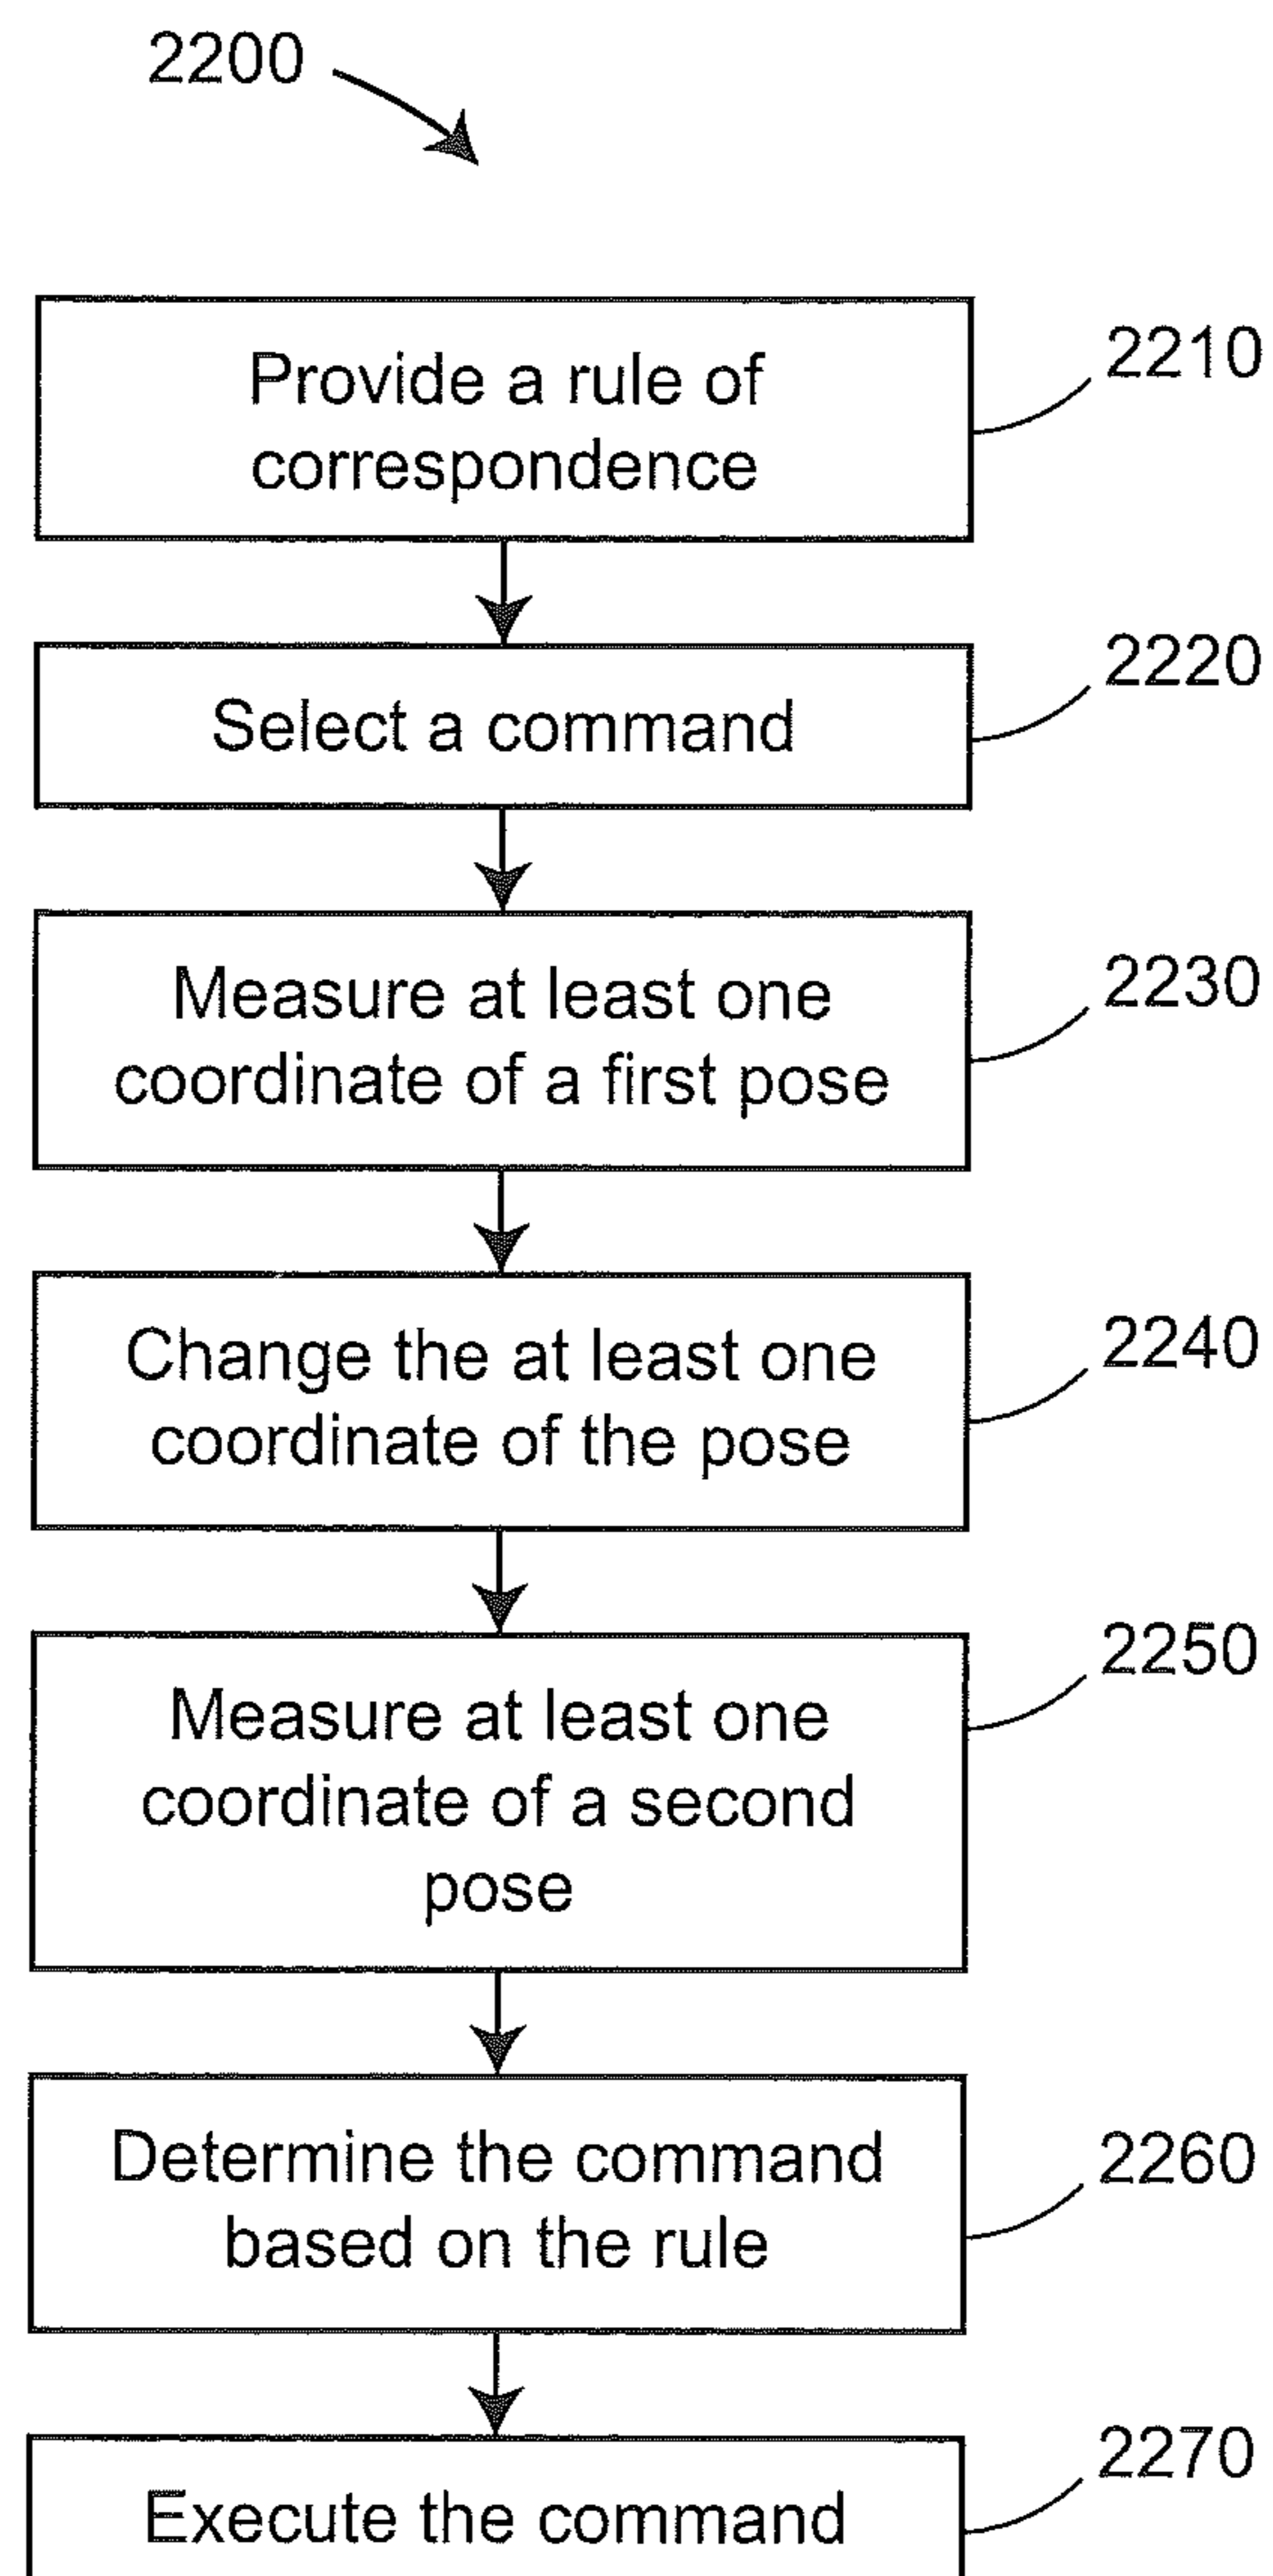 2200
Provide a rule of
correspondence
2210
Select a command
2220
Measure at least one
coordinate of a first pose
2230
Change the at least one
coordinate of the pose
2240
Measure at least one
coordinate of a second
pose
2250
Determine the command
based on the rule
2260
Execute the command
2270